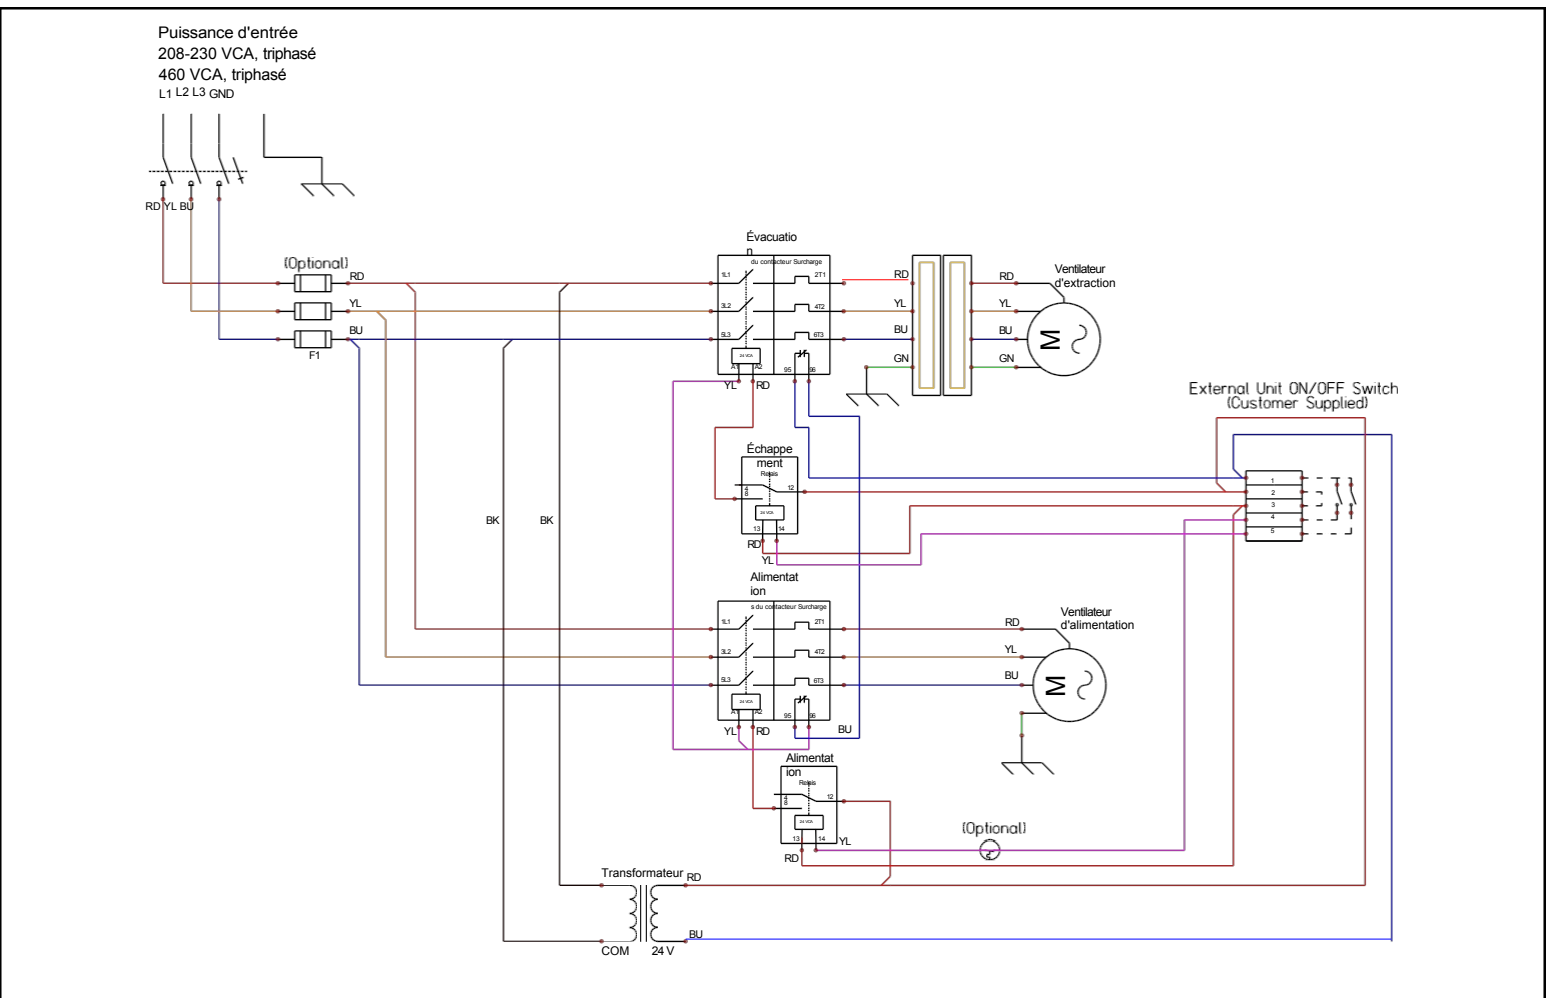 Puissance d'entrée
208-230 VCA, triphasé
460 VCA, triphasé
L1 L2 L3 GND
RD YL BU
(Optional)
RD
YL
BU
F1
Évacuatio
n
du contacteur Surcharge
1L1
2T1
3L2
4T2
5L3
6T3
24 VCA
A1
A2
95
96
YL
RD
RD
YL
BU
GN
RD
YL
BU
GN
Ventilateur
d'extraction
M
External Unit ON/OFF Switch
(Customer Supplied)
1
2
3
4
5
Échappe
ment
Relais
4
8
12
24 VCA
13
14
RD
YL
BK
BK
Alimentat
ion
s du contacteur Surcharge
1L1
2T1
3L2
4T2
5L3
6T3
24 VCA
A1
A2
95
96
YL
RD
BU
RD
YL
BU
Ventilateur
d'alimentation
M
Alimentat
ion
Relais
4
8
12
24 VCA
13
14
YL
RD
(Optional)
Transformateur
RD
BU
COM
24 V